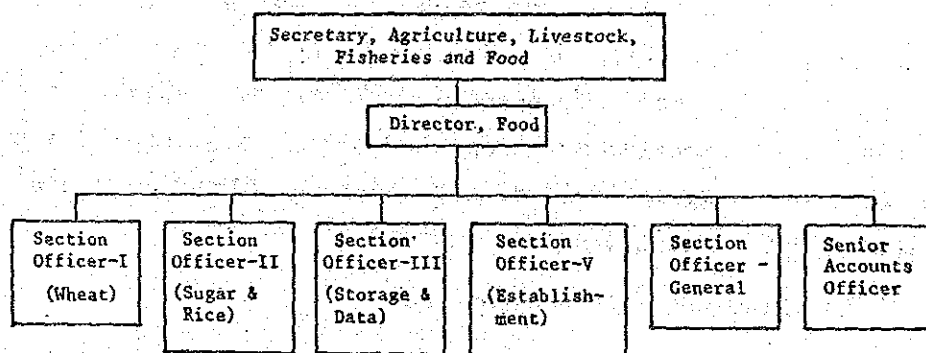 Secretary, Agriculture, Livestock,
Fisheries and Food
Director, Food
Section
Officer-I
(Wheat)
Section
Officer-II
(Sugar &
Rice)
Section
Officer-III
(Storage &
Data)
Section
Officer-V
(Establish-
ment)
Section
Officer -
General
Senior
Accounts
Officer